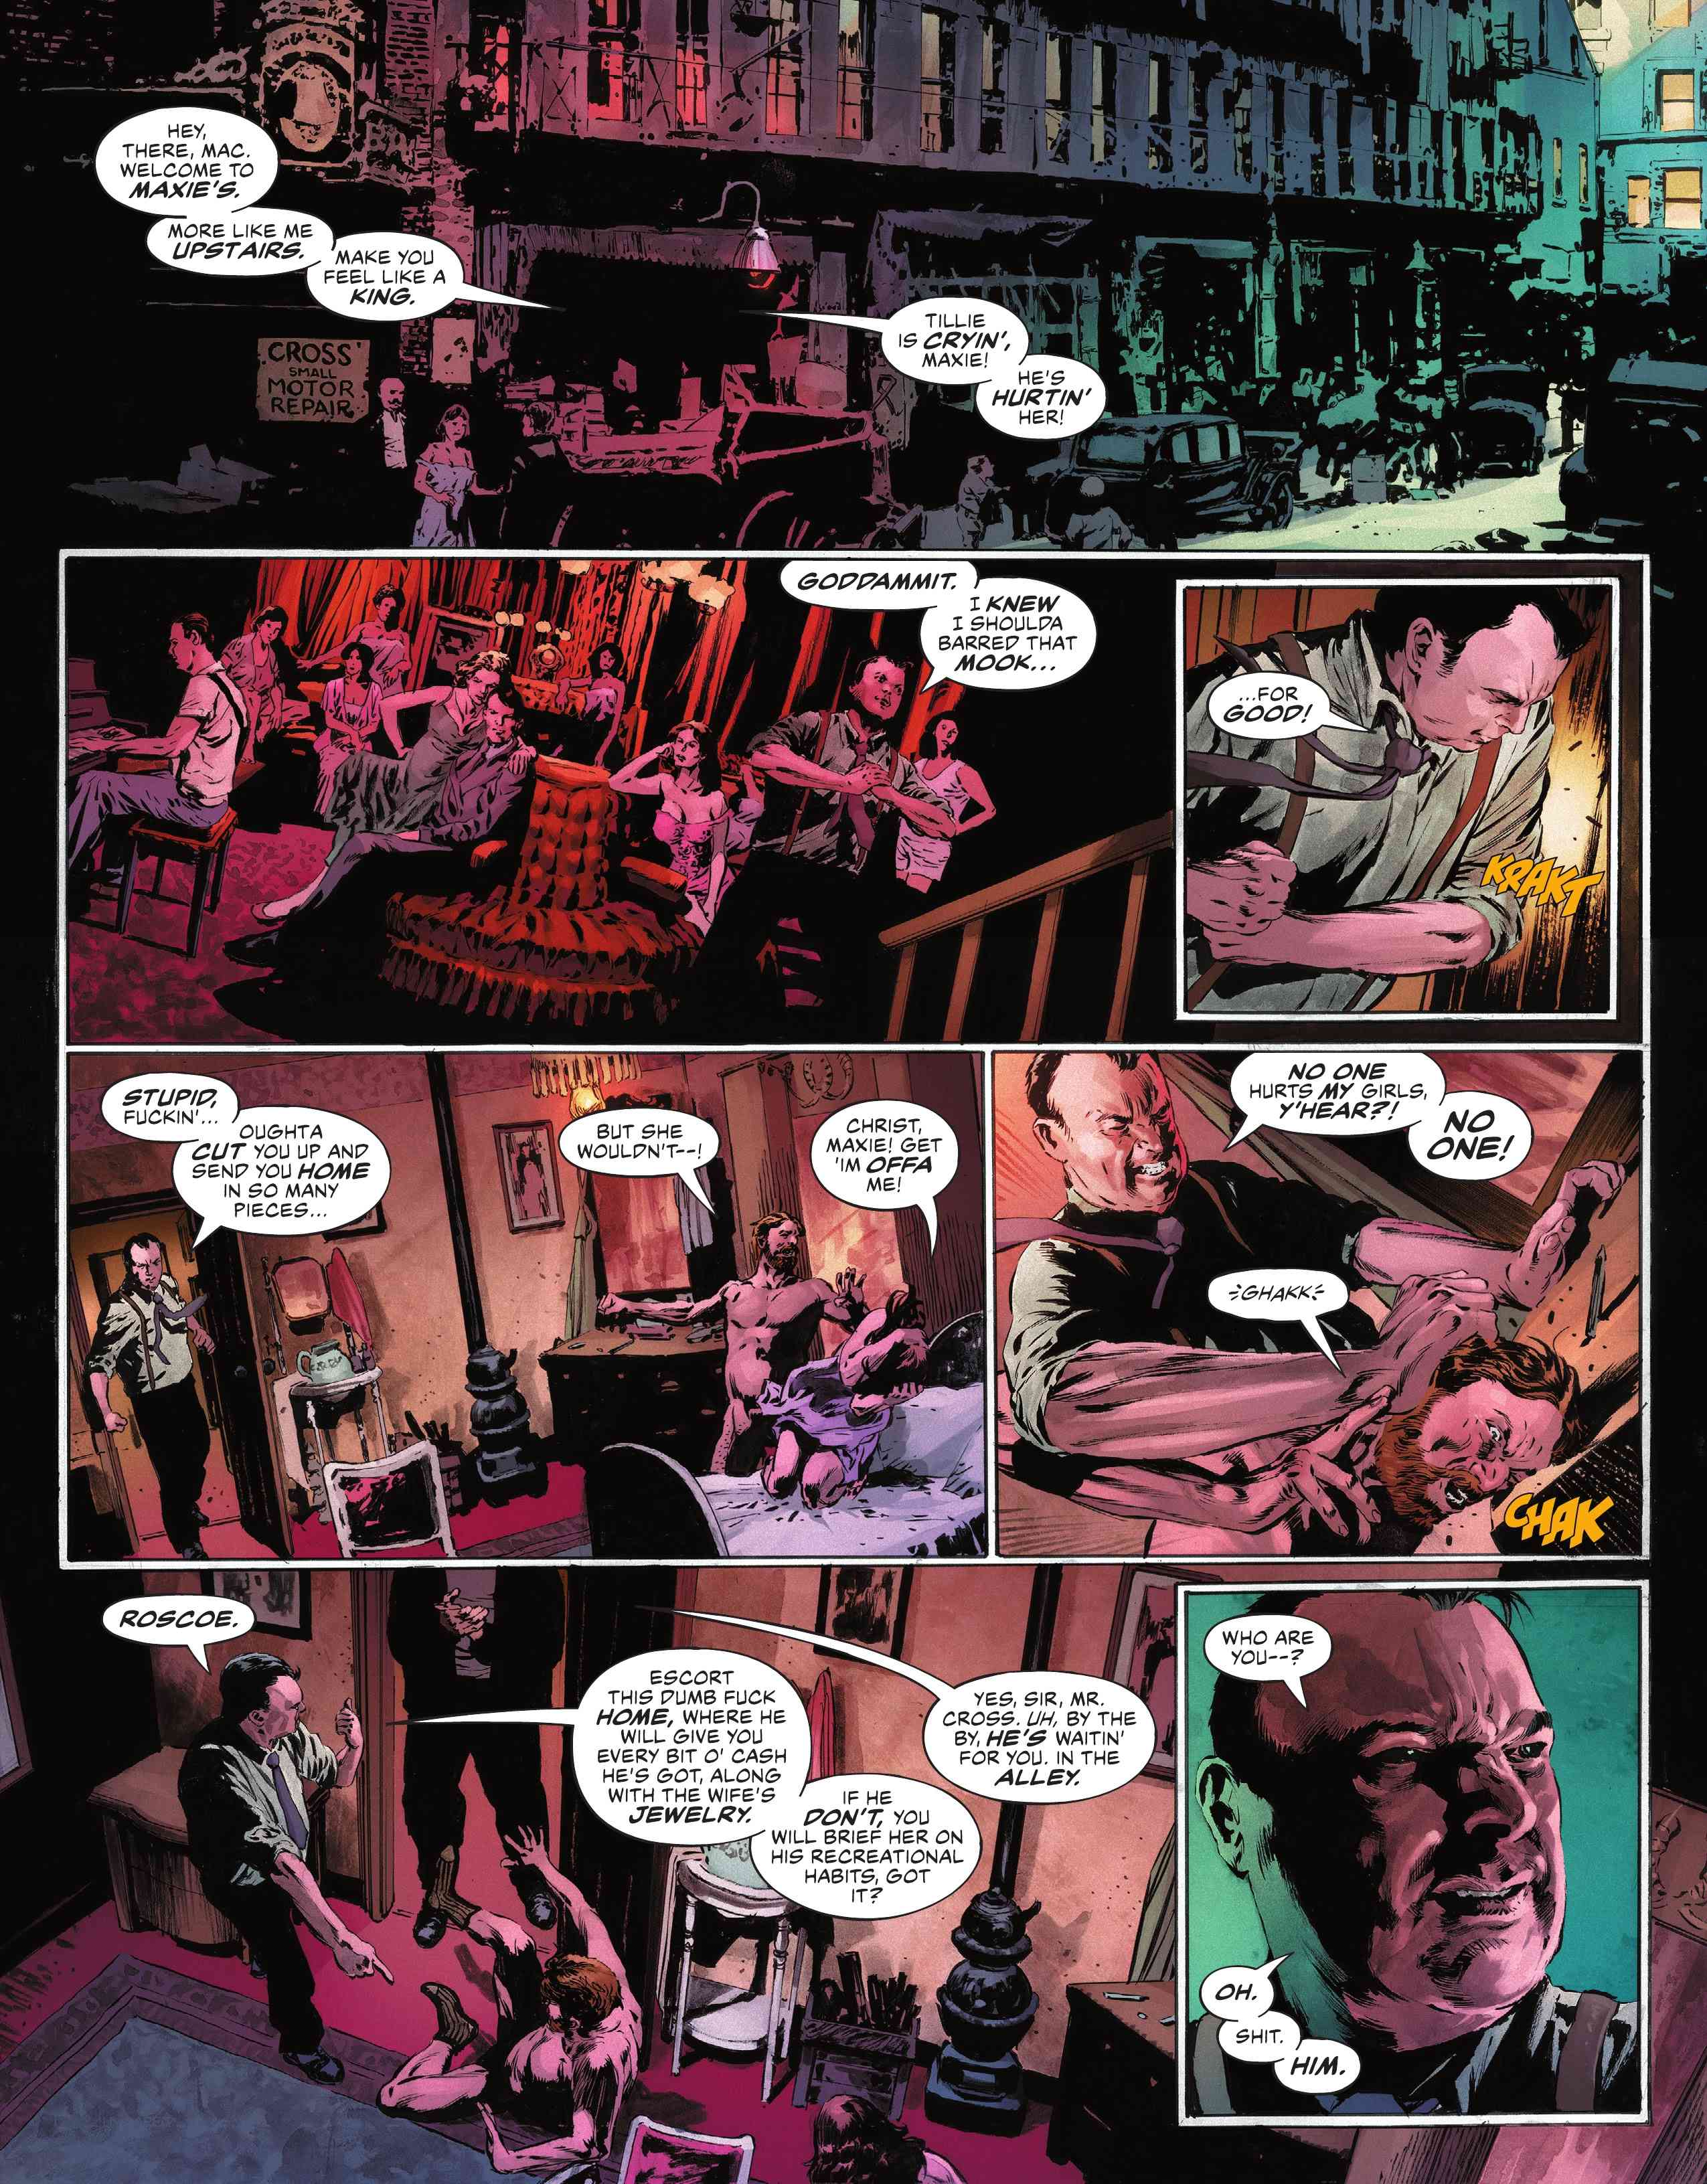 HEY,
THERE, MAC.
WELCOME TO
MAXIE'S.
MORE LIKE ME
UPSTAIRS.
MAKE YOU
FEEL LIKE A
KING.
TILLIE
IS CRYIN',
MAXIE!
HE'S
HURTIN'
HER!
CROSS'
SMALL
MOTOR
REPAIR
GODDAMMIT.
I KNEW
I SHOULDA
BARRED THAT
MOOK...
...FOR
GOOD!
KRAKT
STUPID,
FUCKIN'...
OUGHTA
CUT YOU UP AND
SEND YOU HOME
IN SO MANY
PIECES...
BUT SHE
WOULDN'T--!
CHRIST,
MAXIE! GET
'IM OFFA
ME!
NO ONE
HURTS MY GIRLS,
Y'HEAR?!
NO
ONE!
GHAKK
CHAK
ROSCOE.
ESCORT
THIS DUMB FUCK
HOME, WHERE HE
WILL GIVE YOU
EVERY BIT O' CASH
HE'S GOT, ALONG
WITH THE WIFE'S
JEWELRY.
IF HE
DON'T, YOU
WILL BRIEF HER ON
HIS RECREATIONAL
HABITS, GOT
IT?
YES, SIR, MR.
CROSS. UH, BY THE
BY, HE'S WAITIN'
FOR YOU. IN THE
ALLEY.
WHO ARE
YOU--?
OH.
SHIT.
HIM.